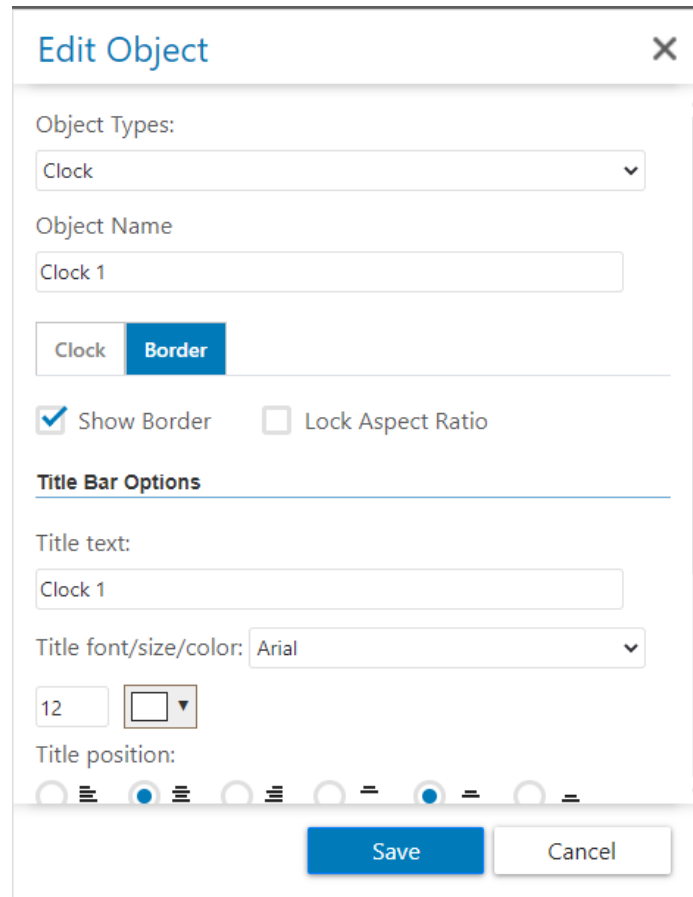 Edit Object
Object Types:
Clock
Object Name
Clock 1
Clock Border
Show Border Lock Aspect Ratio
Title Bar Options
Title text:
Clock 1
Title font/size/color: Arial
12
Title position:
Save Cancel